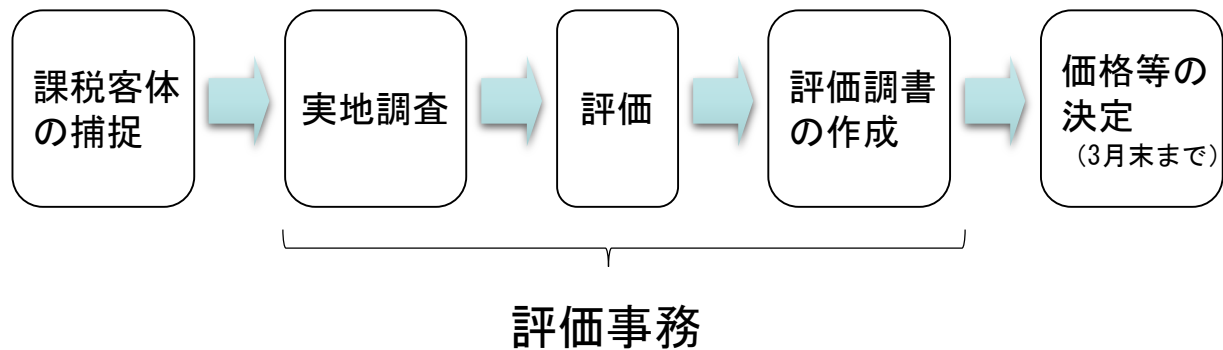 課税客体
の捕捉
実地調査
評価
評価調書
の作成
価格等の
決定
（3月末まで）
評価事務